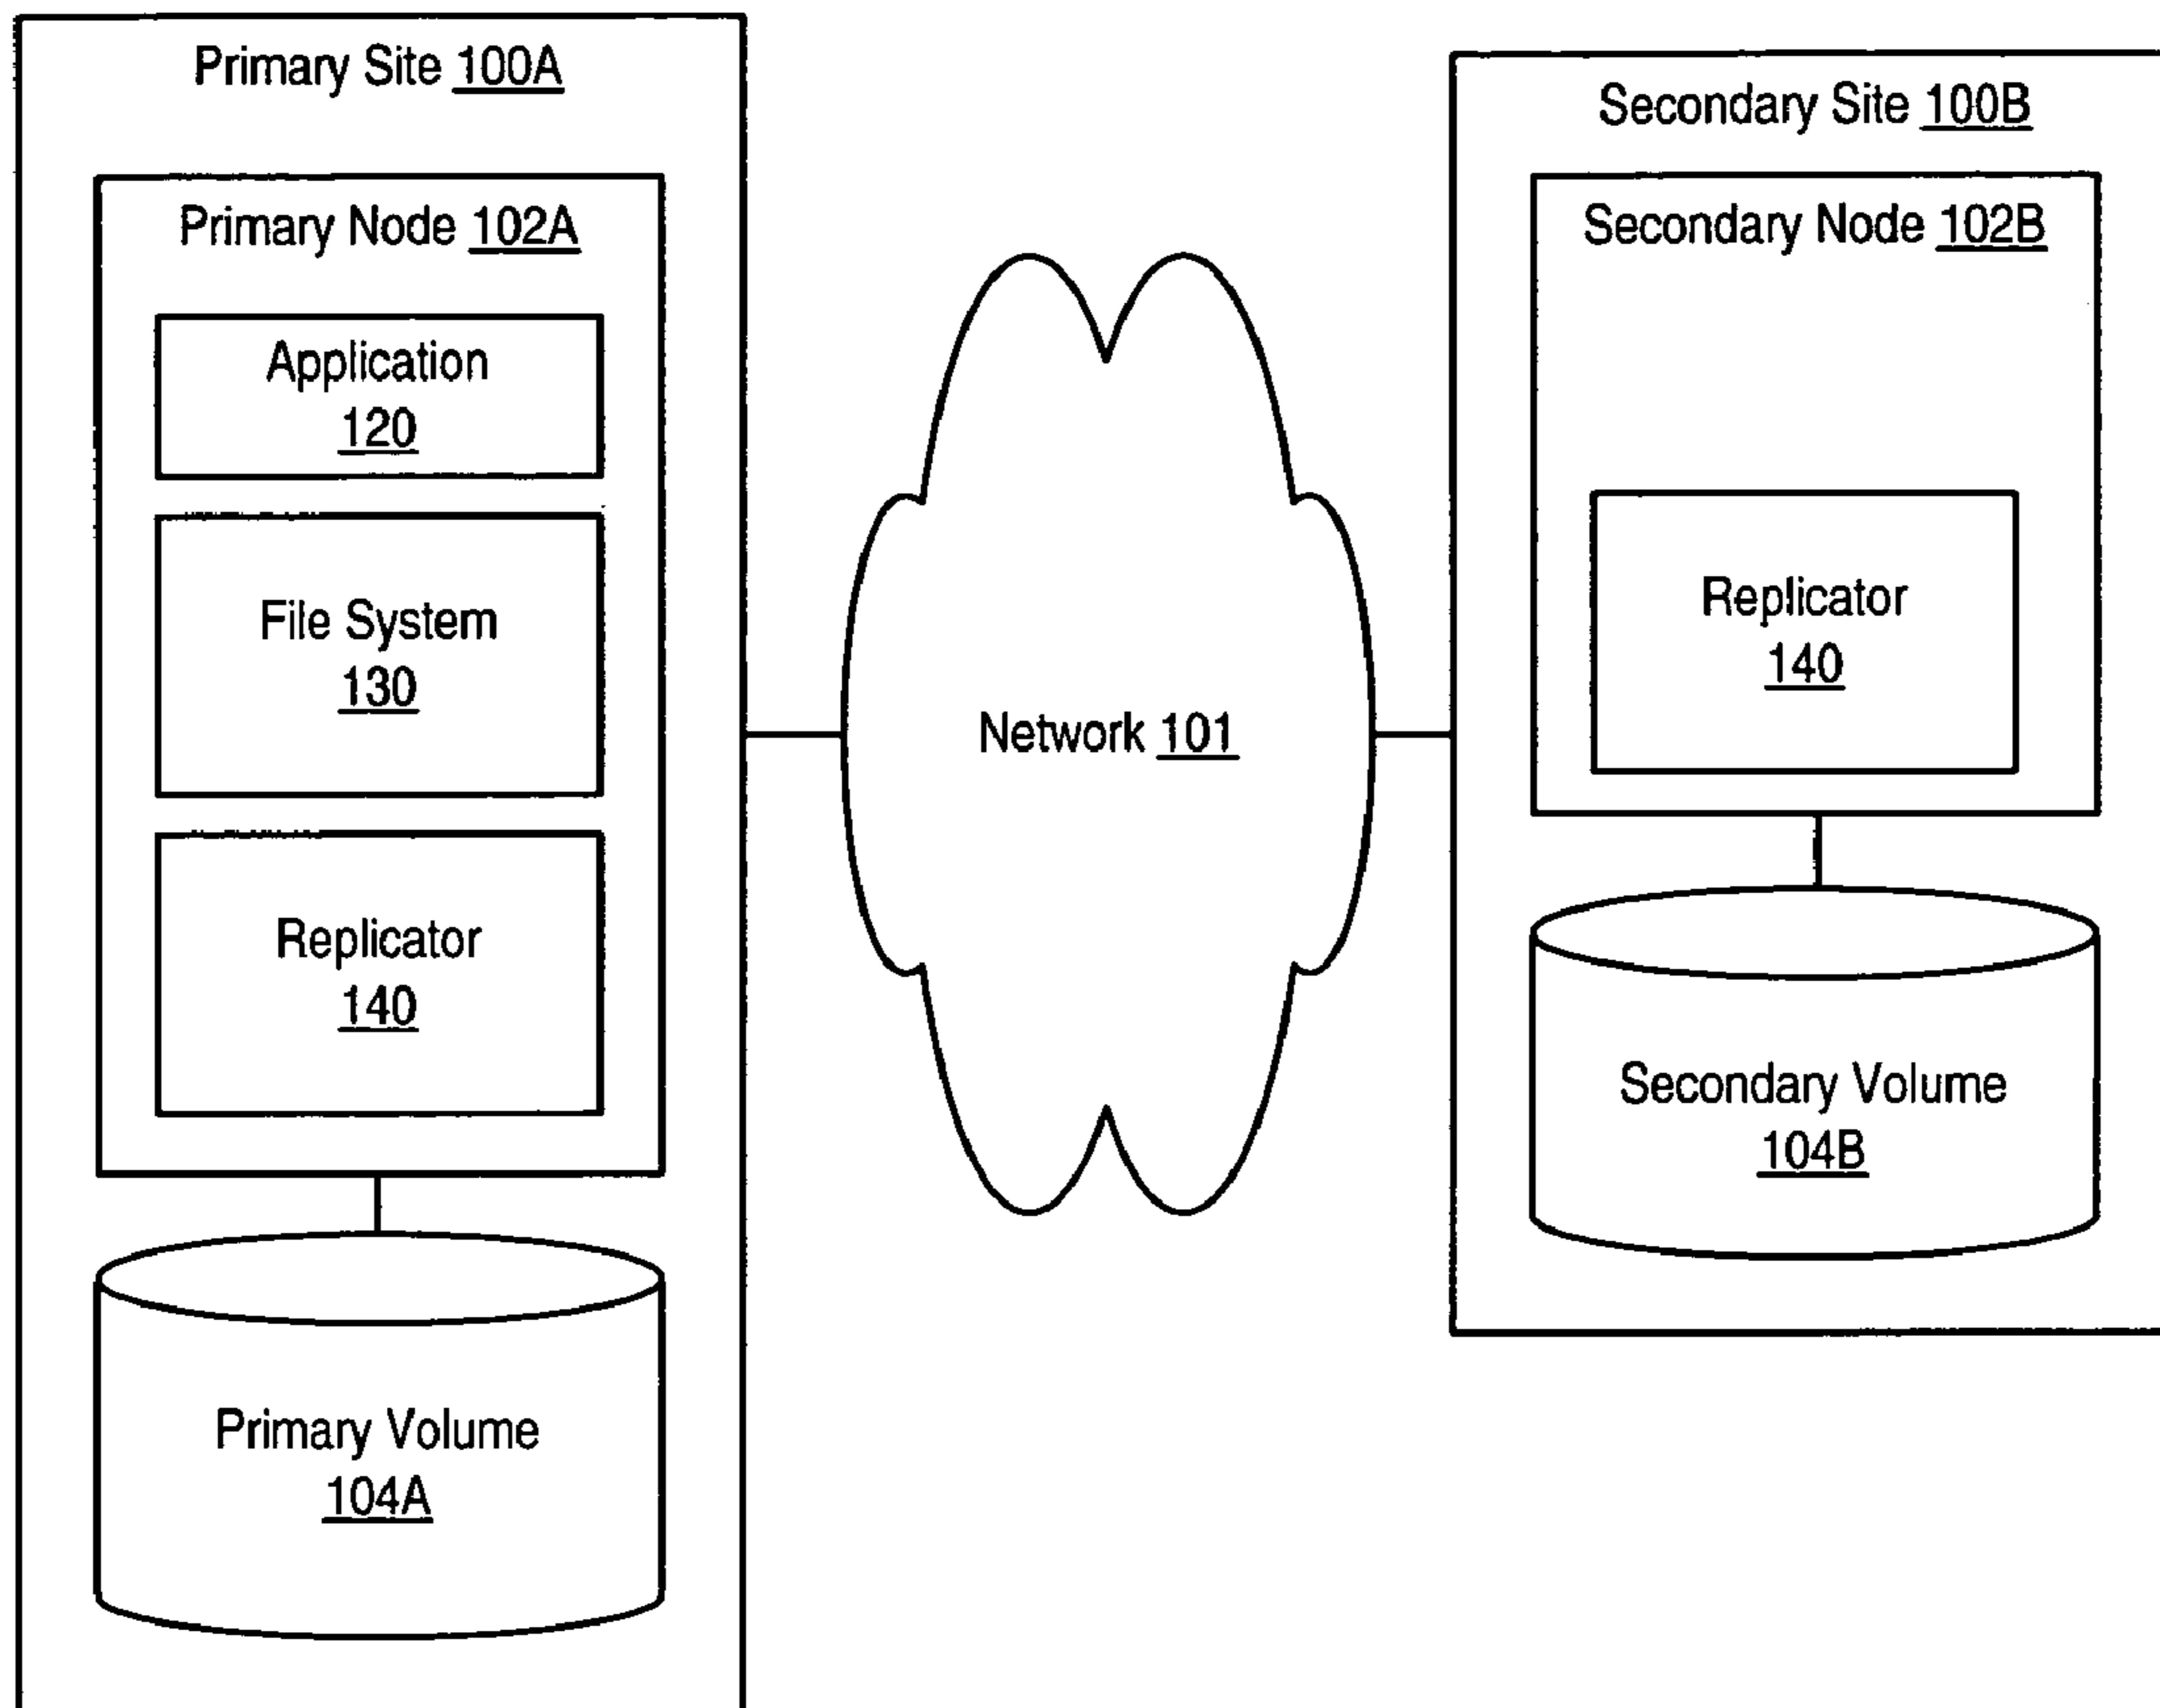 Primary Site 100A
Primary Node 102A
Application
120
File System
130
Replicator
140
Primary Volume
104A
Network 101
Secondary Site 100B
Secondary Node 102B
Replicator
140
Secondary Volume
104B